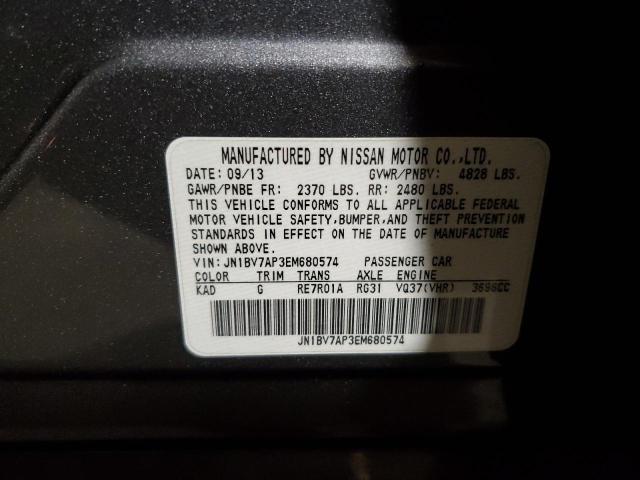 MANUFACTURED BY NISSAN MOTOR CO.,LTD.
DATE: 09/13 GVWR/PNBV: 4828 LBS.
GAWR/PNBE FR: 2370 LBS. RR: 2480 LBS.
THIS VEHICLE CONFORMS TO ALL APPLICABLE FEDERAL
MOTOR VEHICLE SAFETY,BUMPER,AND THEFT PREVENTION
STANDARDS IN EFFECT ON THE DATE OF MANUFACTURE
SHOWN ABOVE.
VIN: JN1BV7AP3EM680574 PASSENGER CAR
COLOR TRIM TRANS AXLE ENGINE
KAD G RE7R01A RG31 VQ37(VHR) 3696CC
JN1BV7AP3EM680574